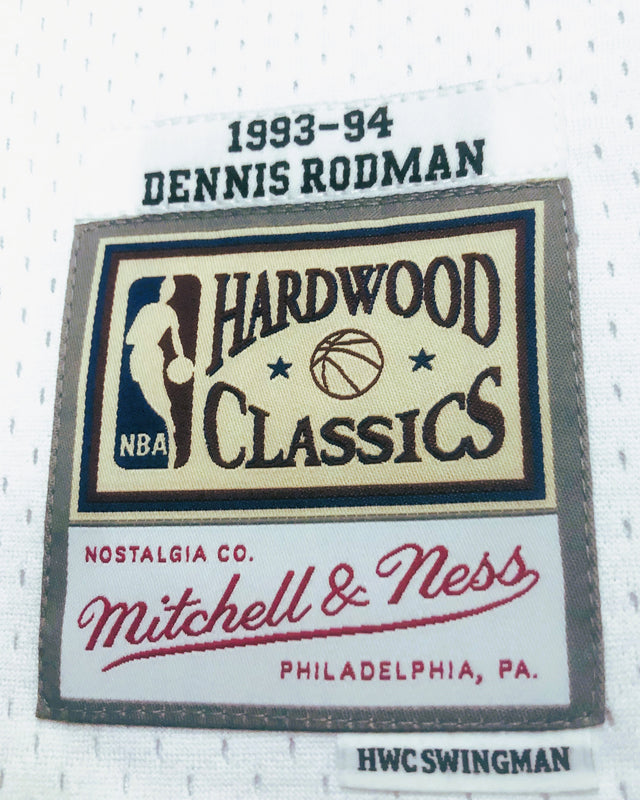 1993-94
DENNIS RODMAN
HARDWOOD
CLASSICS
NBA
NOSTALGIA CO.
Mitchell & Ness
PHILADELPHIA, PA.
HWC SWINGMAN